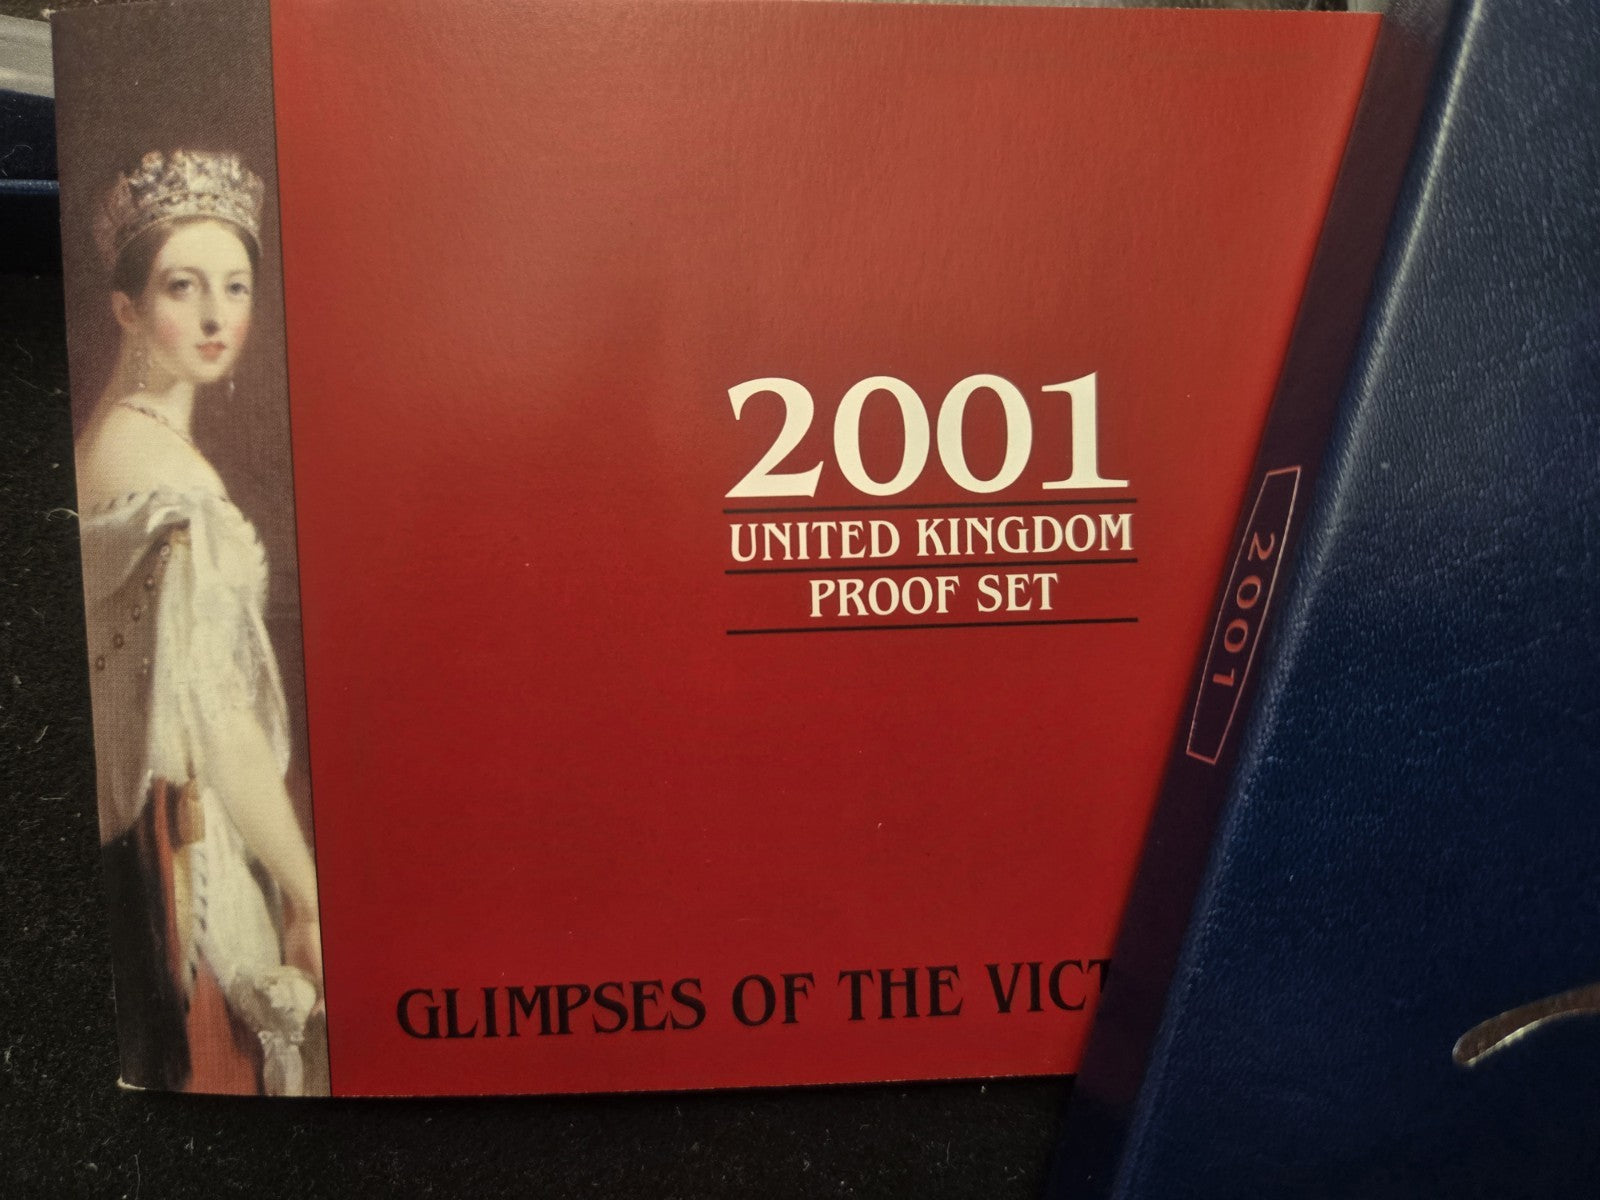 2001
UNITED KINGDOM
PROOF SET
GLIMPSES OF THE VICT
2001